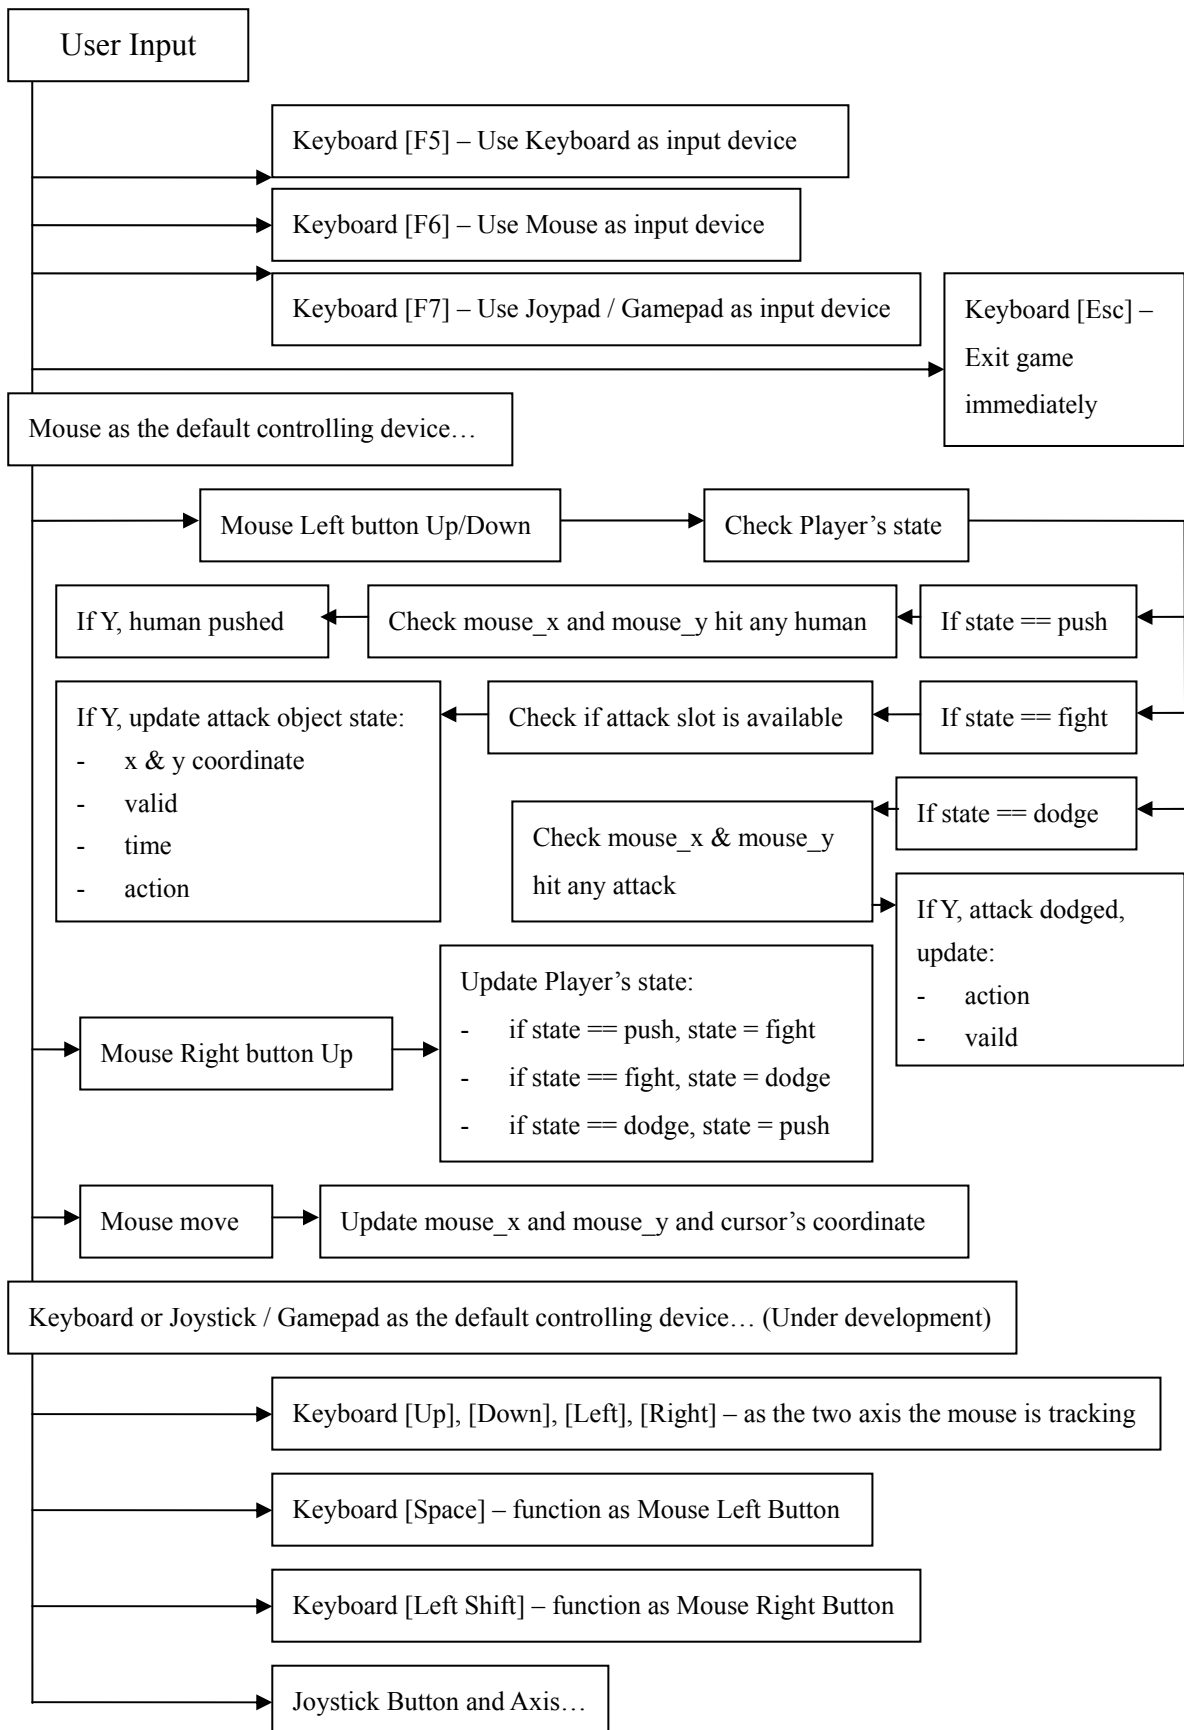 User Input
Keyboard [F5] – Use Keyboard as input device
Keyboard [F6] – Use Mouse as input device
Keyboard [F7] – Use Joypad / Gamepad as input device
Keyboard [Esc] –
Exit game
immediately
Mouse as the default controlling device…
Mouse Left button Up/Down
Check Player’s state
If state == push
Check mouse_x and mouse_y hit any human
If Y, human pushed
If state == fight
Check if attack slot is available
If Y, update attack object state:
- x & y coordinate
- valid
- time
- action
If state == dodge
Check mouse_x & mouse_y
hit any attack
If Y, attack dodged,
update:
- action
- vaild
Mouse Right button Up
Update Player’s state:
- if state == push, state = fight
- if state == fight, state = dodge
- if state == dodge, state = push
Mouse move
Update mouse_x and mouse_y and cursor’s coordinate
Keyboard or Joystick / Gamepad as the default controlling device… (Under development)
Keyboard [Up], [Down], [Left], [Right] – as the two axis the mouse is tracking
Keyboard [Space] – function as Mouse Left Button
Keyboard [Left Shift] – function as Mouse Right Button
Joystick Button and Axis…